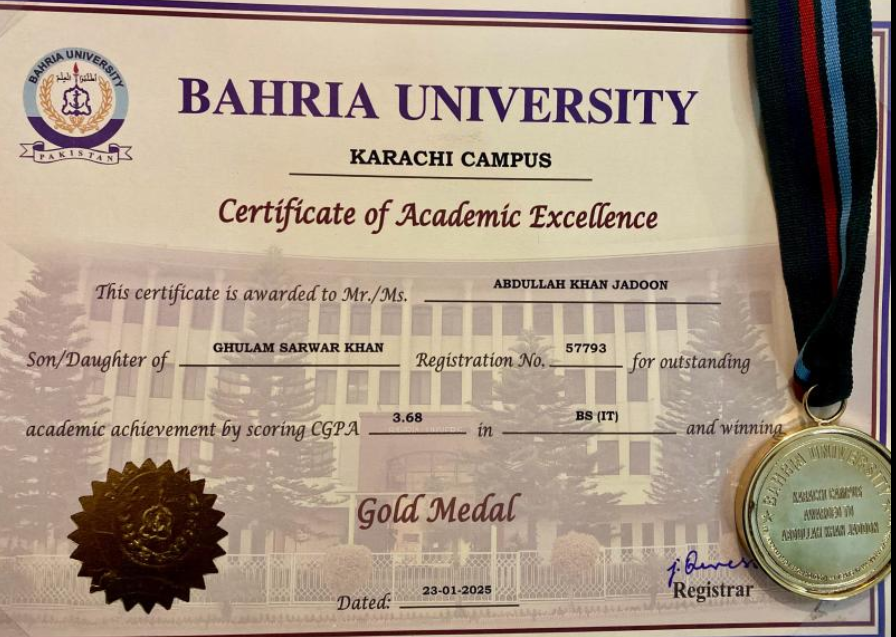 BAHRIA UNIVERSITY
PAKISTAN
BAHRIA UNIVERSITY
KARACHI CAMPUS
Certificate of Academic Excellence
This certificate is awarded to Mr./Ms. ABDULLAH KHAN JADOON
Son/Daughter of GHULAM SARWAR KHAN Registration No. 57793 for outstanding
academic achievement by scoring CGPA 3.68 in BS (IT) and winning
Gold Medal
Dated: 23-01-2025
Registrar
BAHRIA UNIVERSITY
KARACHI CAMPUS
AWARDED TO
ABDULLAH KHAN JADOON